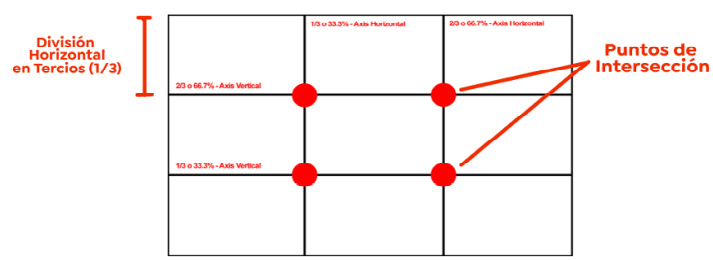 División
Horizontal
en Tercios (1/3)
1/3 o 33.3% - Axis Horizontal
2/3 o 66.7% - Axis Horizontal
Puntos de
Intersección
2/3 o 66.7% - Axis Vertical
1/3 o 33.3% - Axis Vertical